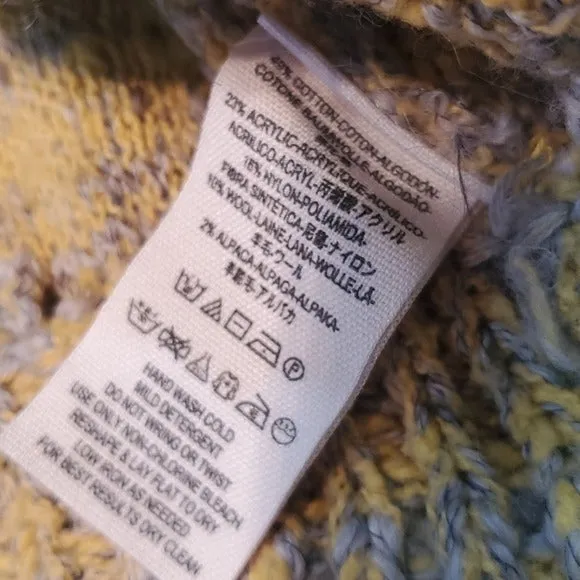 COTTON-COTON-ALGODÓN-
COTONE-BAUMWOLLE-ALGODÃO-
22% ACRYLIC-ACRYLIQUE-ACRÍLICO-
ACRILICO-ACRYL-丙烯酸-アクリル
NYLON-POLIAMIDA-
FIBRA SINTÉTICA-尼龍-ナイロン
10% WOOL-LAINE-LANA-WOLLE-LÃ-
羊毛-ウール
2% ALPACA-ALPAGA-ALPAKA-
羊駝毛-アルパカ
P
HAND WASH COLD
MILD DETERGENT
DO NOT WRING OR TWIST
USE ONLY NON-CHLORINE BLEACH
RESHAPE & LAY FLAT TO DRY
LOW IRON AS NEEDED
FOR BEST RESULTS DRY CLEAN